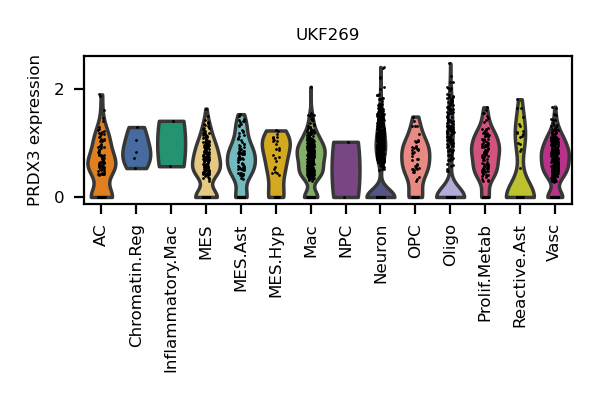 UKF269
PRDX3 expression
2
0
AC
Chromatin.Reg
Inflammatory.Mac
MES
MES.Ast
MES.Hyp
Mac
NPC
Neuron
OPC
Oligo
Prolif.Metab
Reactive.Ast
Vasc